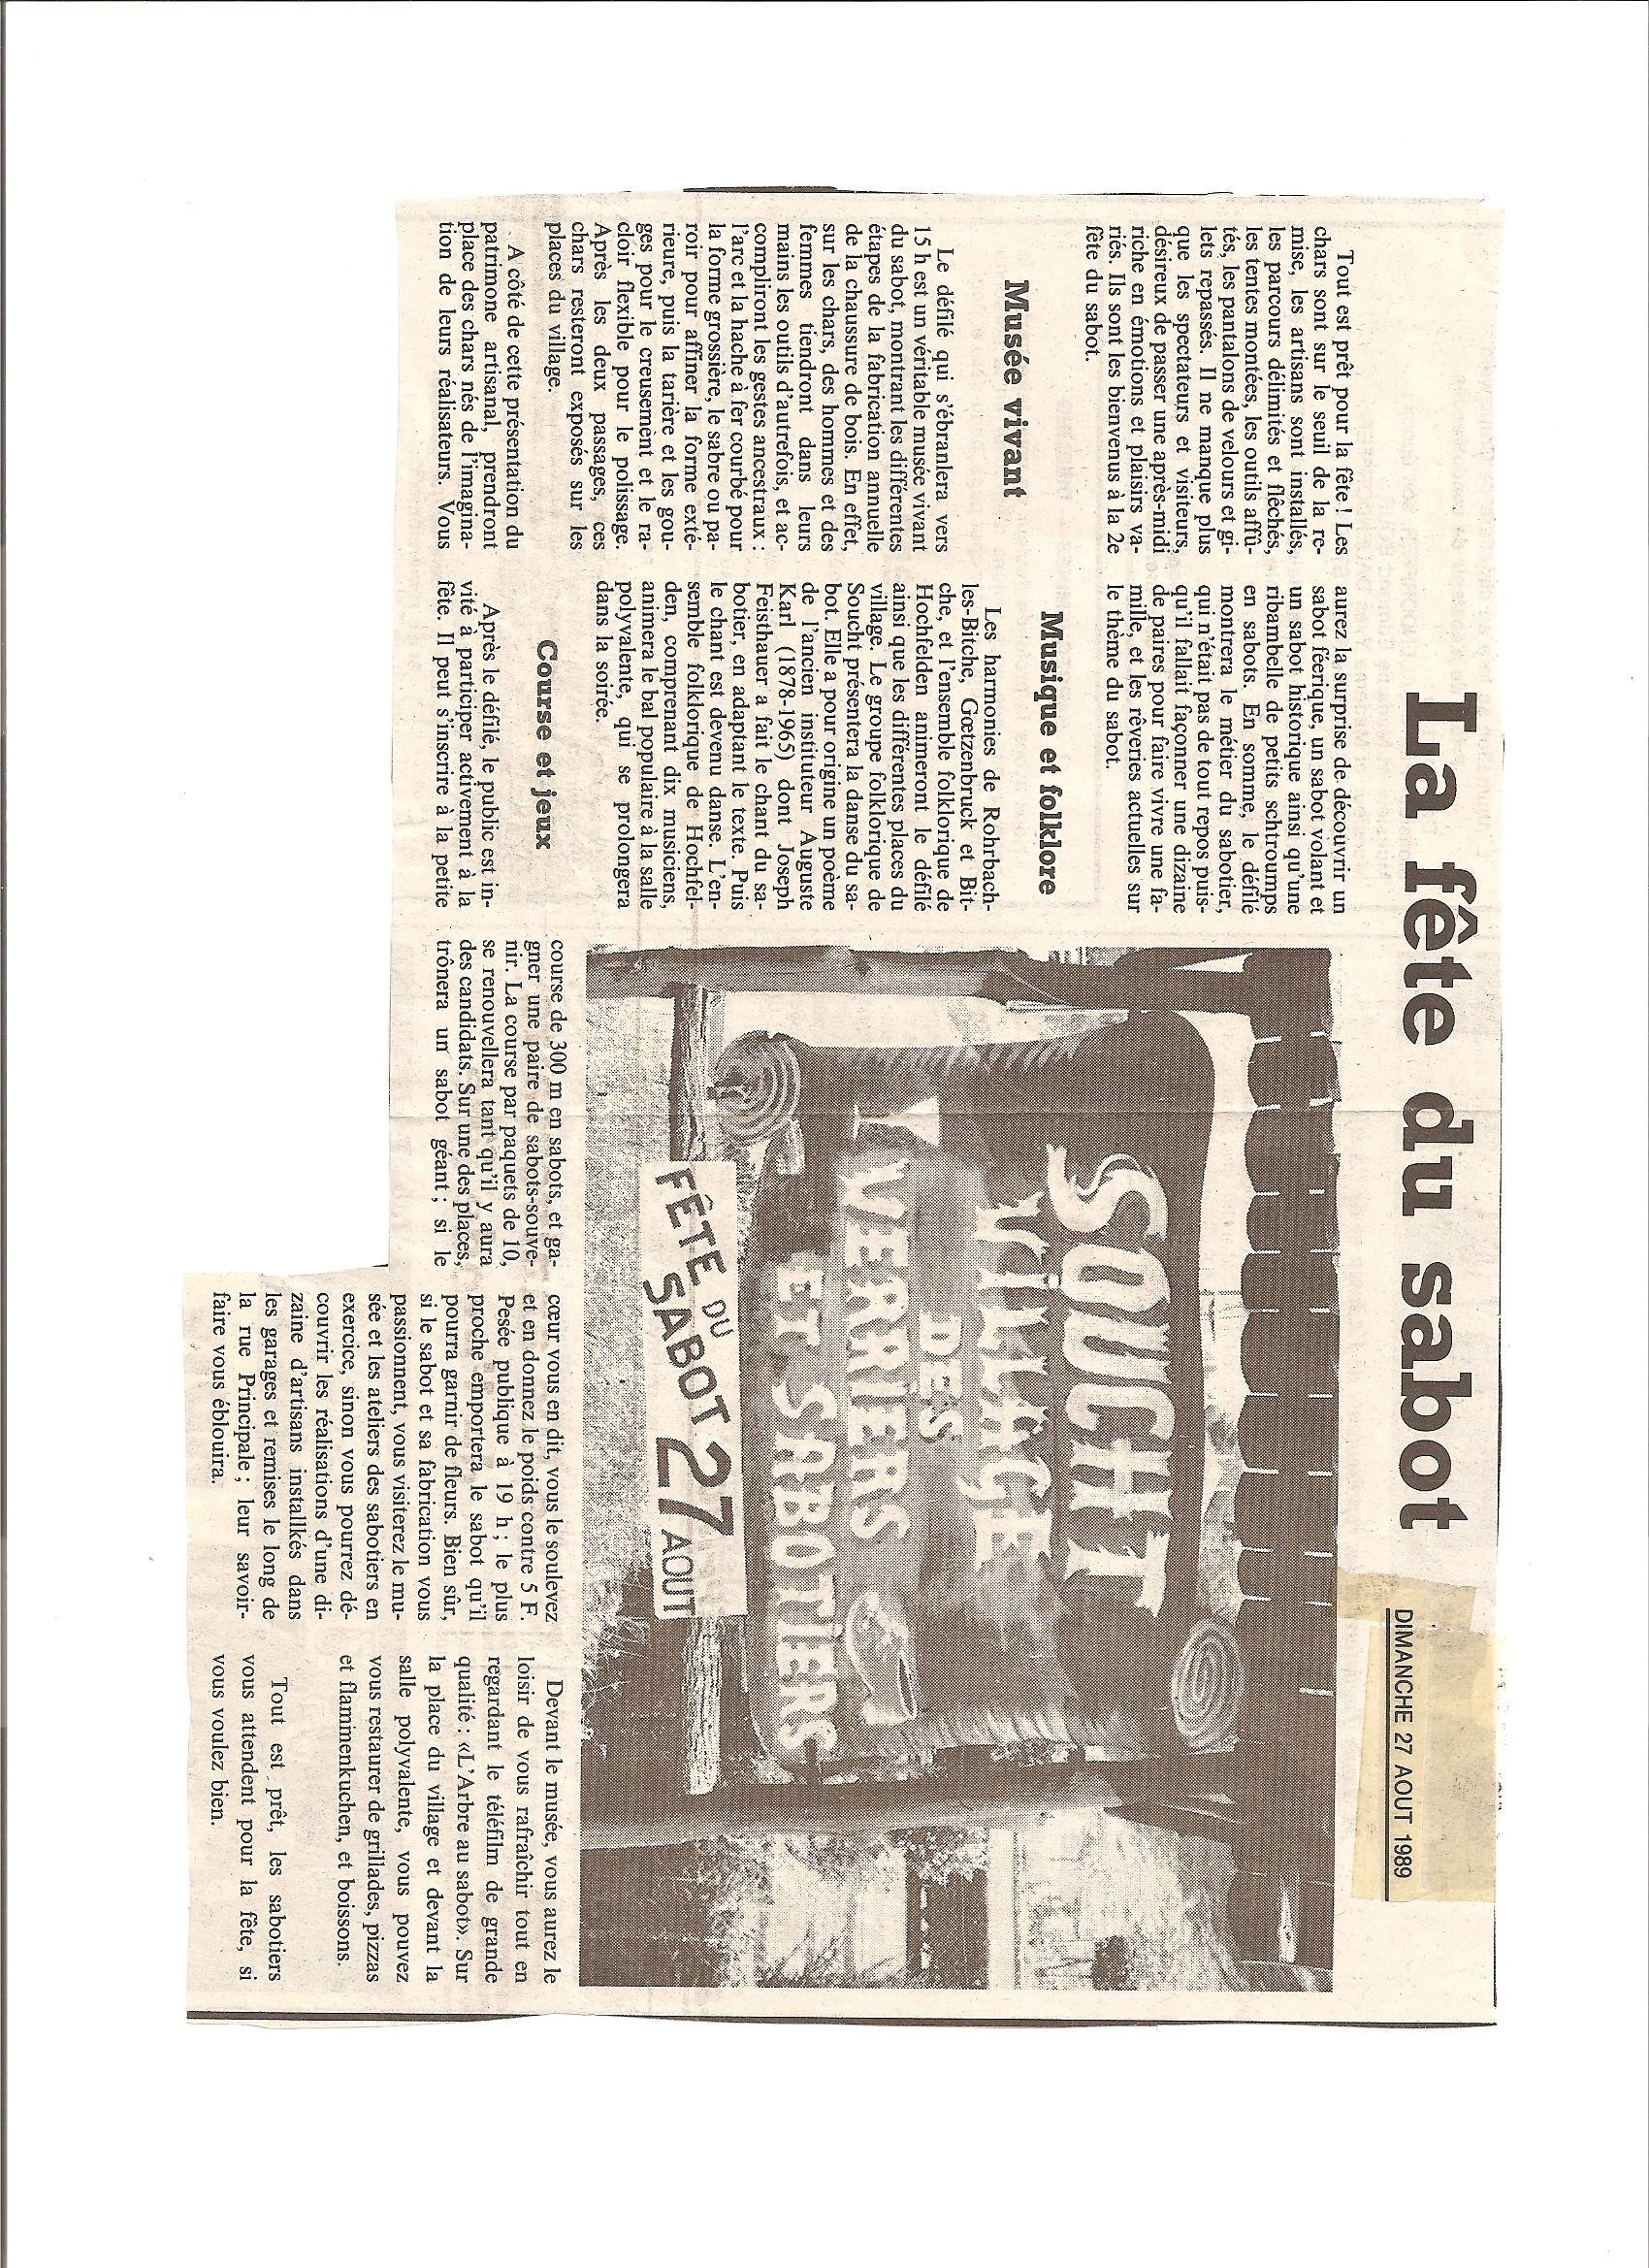 La fête du sabot
DIMANCHE 27 AOUT 1989
Tout est prêt pour la fête ! Les
chars sont sur le seuil de la re-
mise, les artisans sont installés,
les parcours délimités et flêchés,
les tentes montées, les outils affû-
tés, les pantalons de velours et gi-
lets repassés. Il ne manque plus
que les spectateurs et visiteurs,
désireux de passer une après-midi
riche en émotions et plaisirs va-
riés. Ils sont les bienvenus à la 2e
fête du sabot.
Musée vivant
Le défilé qui s'ébranlera vers
15 h est un véritable musée vivant
du sabot, montrant les différentes
étapes de la fabrication annuelle
de la chaussure de bois. En effet,
sur les chars, des hommes et des
femmes tiendront dans leurs
mains les outils d'autrefois, et ac-
compliront les gestes ancestraux :
l'arc et la hache à fer courbé pour
la forme grossière, le sabre ou pa-
roir pour affiner la forme exté-
rieure, puis la tarière et les gou-
ges pour le creusement et le ra-
cloir flexible pour le polissage.
Après les deux passages, ces
chars resteront exposés sur les
places du village.
A côté de cette présentation du
patrimone artisanal, prendront
place des chars nés de l'imagina-
tion de leurs réalisateurs. Vous
aurez la surprise de découvrir un
sabot féerique, un sabot volant et
un sabot historique ainsi qu'une
ribambelle de petits schtroumps
en sabots. En somme, le défilé
montrera le métier du sabotier,
qui n'était pas de tout repos puis-
qu'il fallait façonner une dizaine
de paires pour faire vivre une fa-
mille, et les rêveries actuelles sur
le thème du sabot.
Musique et folklore
Les harmonies de Rohrbach-
les-Bitche, Gœtzenbruck et Bit-
che, et l'ensemble folklorique de
Hochfelden animeront le défilé
ainsi que les différentes places du
village. Le groupe folklorique de
Soucht présentera la danse du sa-
bot. Elle a pour origine un poème
de l'ancien instituteur Auguste
Karl (1878-1965) dont Joseph
Feisthauer a fait le chant du sa-
botier, en adaptant le texte. Puis
le chant est devenu danse. L'en-
semble folklorique de Hochfel-
den, comprenant dix musiciens,
animera le bal populaire à la salle
polyvalente, qui se prolongera
dans la soirée.
Course et jeux
Après le défilé, le public est in-
vité à participer activement à la
fête. Il peut s'inscrire à la petite
SOUCHT
VILLAGE
DES
VERRIERS
ET SABOTIERS
FÊTE DU
SABOT 27 AOUT
course de 300 m en sabots, et ga-
gner une paire de sabots-souve-
nir. La course par paquets de 10,
se renouvellera tant qu'il y aura
des candidats. Sur une des places,
trônera un sabot géant ; si le
cœur vous en dit, vous le soulevez
et en donnez le poids contre 5 F.
Pesée publique à 19 h ; le plus
proche emportera le sabot qu'il
pourra garnir de fleurs. Bien sûr,
si le sabot et sa fabrication vous
passionnent, vous visiterez le mu-
sée et les ateliers des sabotiers en
exercice, sinon vous pourrez dé-
couvrir les réalisations d'une di-
zaine d'artisans installkés dans
les garages et remises le long de
la rue Principale ; leur savoir-
faire vous éblouira.
Devant le musée, vous aurez le
loisir de vous rafraîchir tout en
regardant le téléfilm de grande
qualité : «L'Arbre au sabot». Sur
la place du village et devant la
salle polyvalente, vous pouvez
vous restaurer de grillades, pizzas
et flammenkuchen, et boissons.
Tout est prêt, les sabotiers
vous attendent pour la fête, si
vous voulez bien.